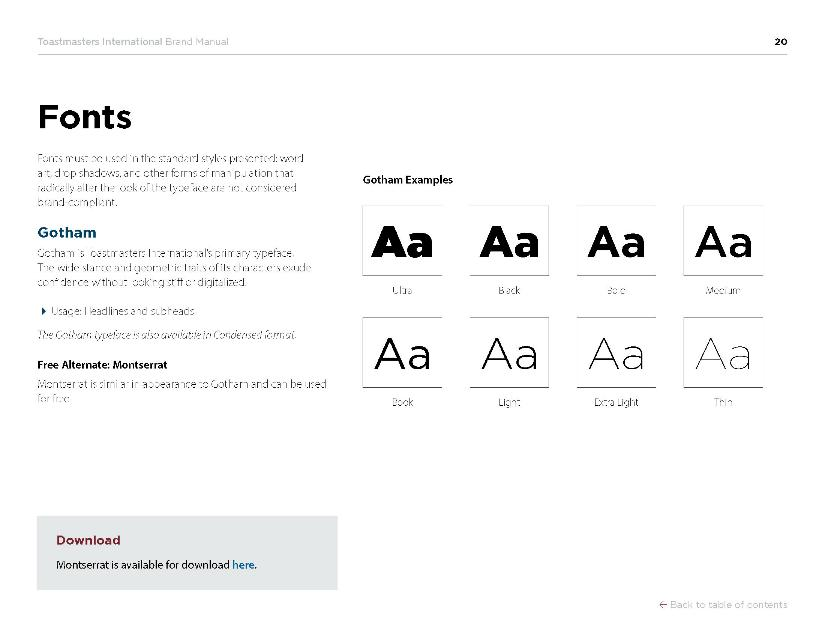 Toastmasters International Brand Manual
20
Fonts
Fonts must be used in the standard styles presented; word
art, drop shadows, and other forms of manipulation that
radically alter the look of the typeface are not considered
brand-compliant.
Gotham
Gotham is Toastmasters International's primary typeface.
The wide stance and geometric traits of its characters exude
confidence without looking stiff or digitalized.
Usage: Headlines and subheads
The Gotham typeface is also available in Condensed format.
Free Alternate: Montserrat
Montserrat is similar in appearance to Gotham and can be used
for free.
Gotham Examples
Aa Aa Aa Aa
Ultra Black Bold Medium
Aa Aa Aa Aa
Book Light Extra Light Thin
Download
Montserrat is available for download here.
← Back to table of contents